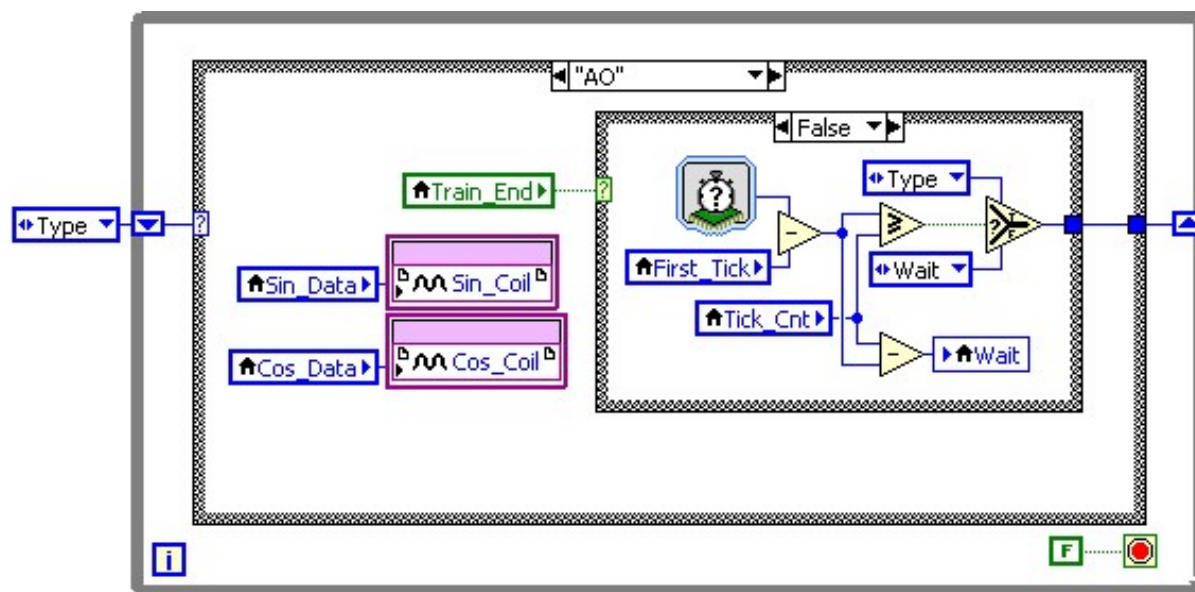 "AO"
False
Train_End
Type
Type
Sin_Data
Sin_Coil
First_Tick
Wait
Tick_Cnt
Cos_Data
Cos_Coil
Wait
i
F